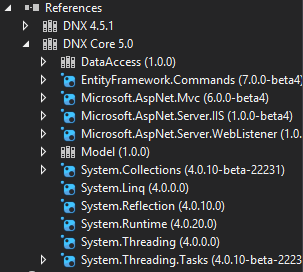 References
DNX 4.5.1
DNX Core 5.0
DataAccess (1.0.0)
EntityFramework.Commands (7.0.0-beta4)
Microsoft.AspNet.Mvc (6.0.0-beta4)
Microsoft.AspNet.Server.IIS (1.0.0-beta4)
Microsoft.AspNet.Server.WebListener (1.0.
Model (1.0.0)
System.Collections (4.0.10-beta-22231)
System.Linq (4.0.0.0)
System.Reflection (4.0.10.0)
System.Runtime (4.0.20.0)
System.Threading (4.0.0.0)
System.Threading.Tasks (4.0.10-beta-2223